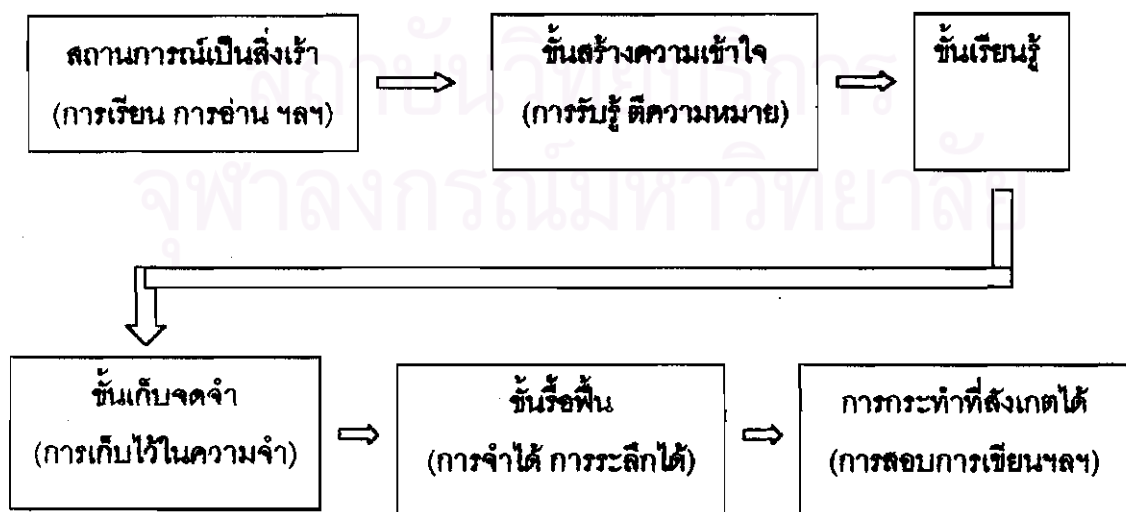 สถานการณ์เป็นสิ่งเร้า
(การเรียน การอ่าน ฯลฯ)
ขั้นสร้างความเข้าใจ
(การรับรู้ ตีความหมาย)
ขั้นเรียนรู้
สถาบันวิทยบริการ
จุฬาลงกรณ์มหาวิทยาลัย
ขั้นเก็บจดจำ
(การเก็บไว้ในความจำ)
ขั้นรื้อฟื้น
(การจำได้ การระลึกได้)
การกระทำที่สังเกตได้
(การสอบการเขียนฯลฯ)